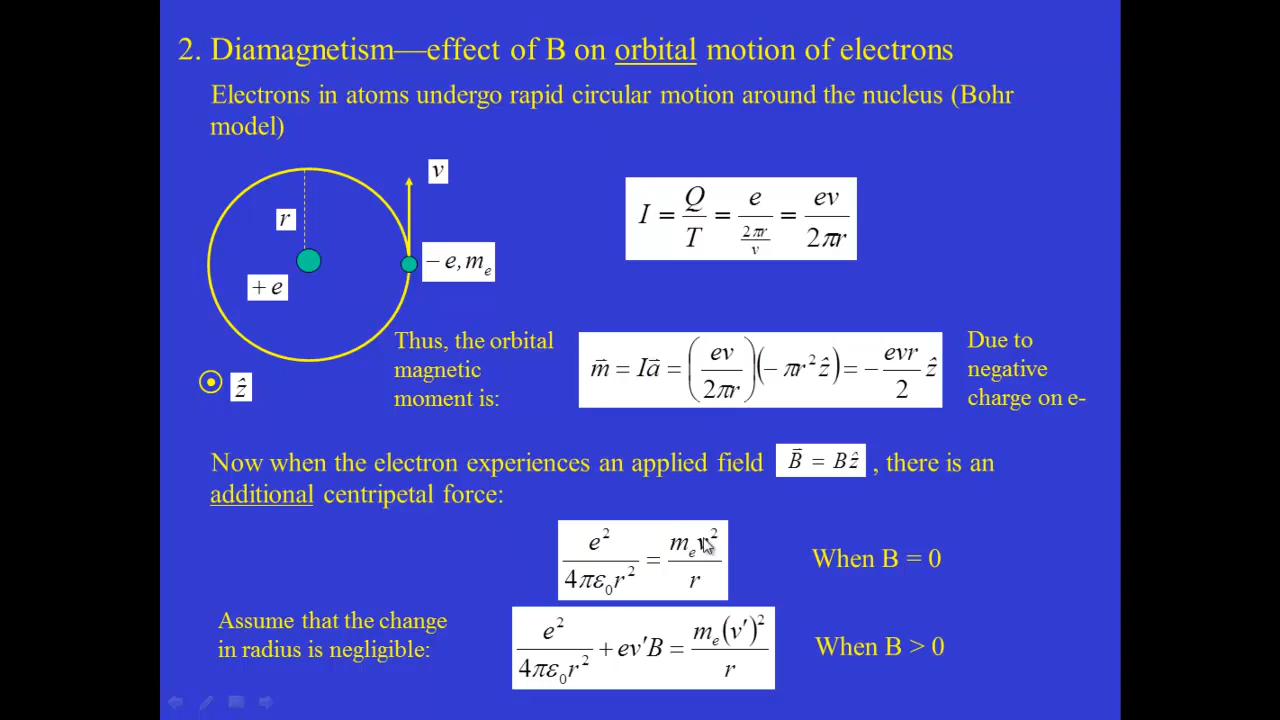 2. Diamagnetism—effect of B on orbital motion of electrons
Electrons in atoms undergo rapid circular motion around the nucleus (Bohr
model)
v
r
− e, mₑ
+ e
ẑ
I = Q/T = e/(2πr/v) = ev/2πr
Thus, the orbital
magnetic
moment is:
m⃗ = Ia⃗ = (ev/2πr)(− πr² ẑ) = − evr/2 ẑ
Due to
negative
charge on e-
Now when the electron experiences an applied field B⃗ = Bẑ , there is an
additional centripetal force:
e²/4πε₀r² = mₑv²/r
When B = 0
Assume that the change
in radius is negligible:
e²/4πε₀r² + ev′B = mₑ(v′)²/r
When B > 0